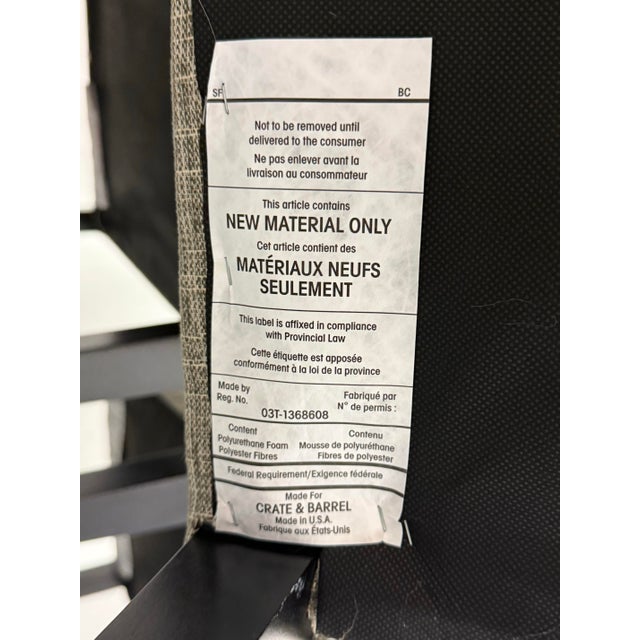 SF BC
Not to be removed until
delivered to the consumer
Ne pas enlever avant la
livraison au consommateur
This article contains
NEW MATERIAL ONLY
Cet article contient des
MATÉRIAUX NEUFS
SEULEMENT
This label is affixed in compliance
with Provincial Law
Cette étiquette est apposée
conformément à la loi de la province
Made by Fabriqué par
Reg. No. N° de permis :
03T-1368608
Content Contenu
Polyurethane Foam Mousse de polyuréthane
Polyester Fibres Fibres de polyester
Federal Requirement/Exigence fédérale
Made For
CRATE & BARREL
Made in U.S.A.
Fabrique aux États-Unis